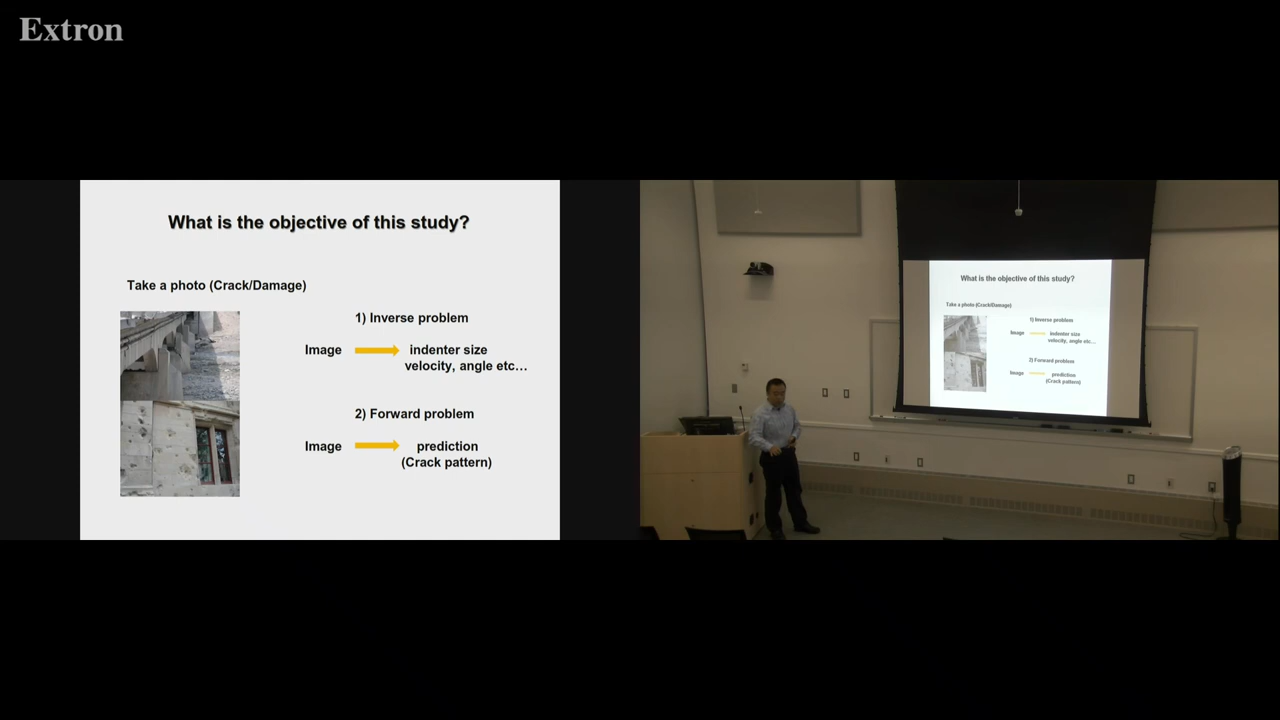 Extron
What is the objective of this study?
Take a photo (Crack/Damage)
1) Inverse problem
Image
indenter size
velocity, angle etc...
2) Forward problem
Image
prediction
(Crack pattern)
What is the objective of this study?
Take a photo (Crack/Damage)
1) Inverse problem
Image
indenter size
velocity, angle etc...
2) Forward problem
Image
prediction
(Crack pattern)